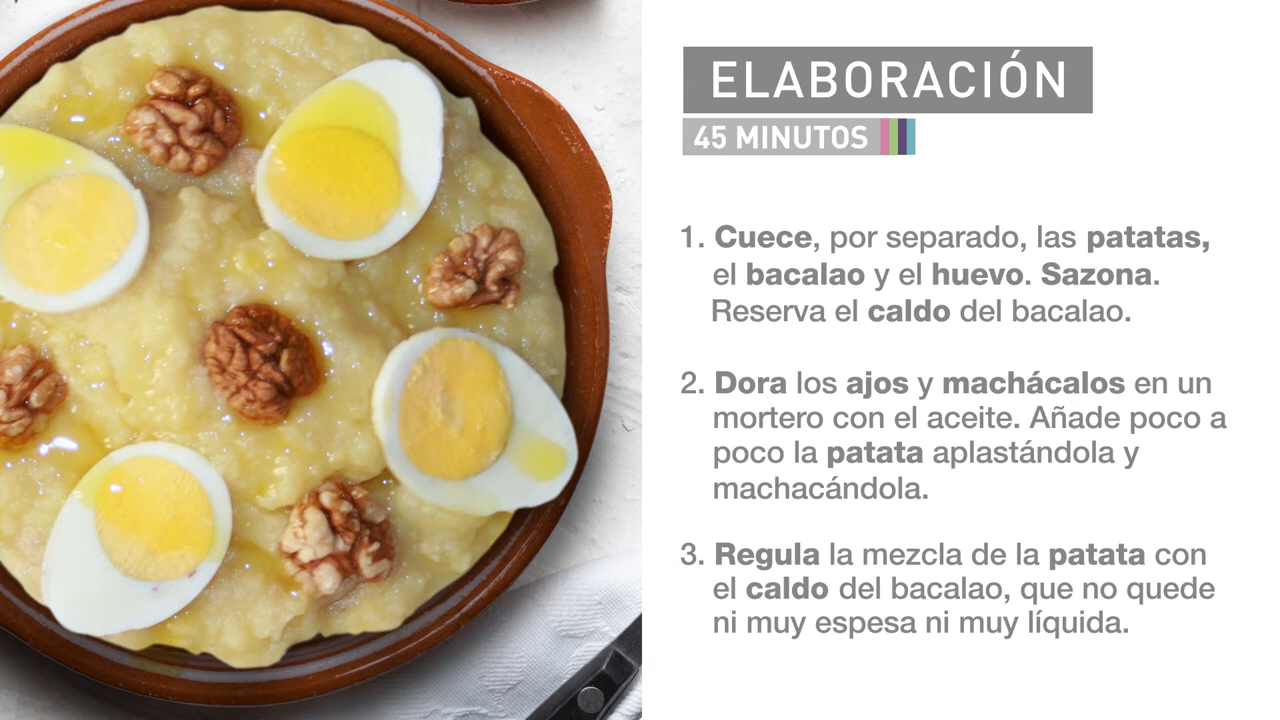 ELABORACIÓN
45 MINUTOS
1. Cuece, por separado, las patatas,
el bacalao y el huevo. Sazona.
Reserva el caldo del bacalao.
2. Dora los ajos y machácalos en un
mortero con el aceite. Añade poco a
poco la patata aplastándola y
machacándola.
3. Regula la mezcla de la patata con
el caldo del bacalao, que no quede
ni muy espesa ni muy líquida.